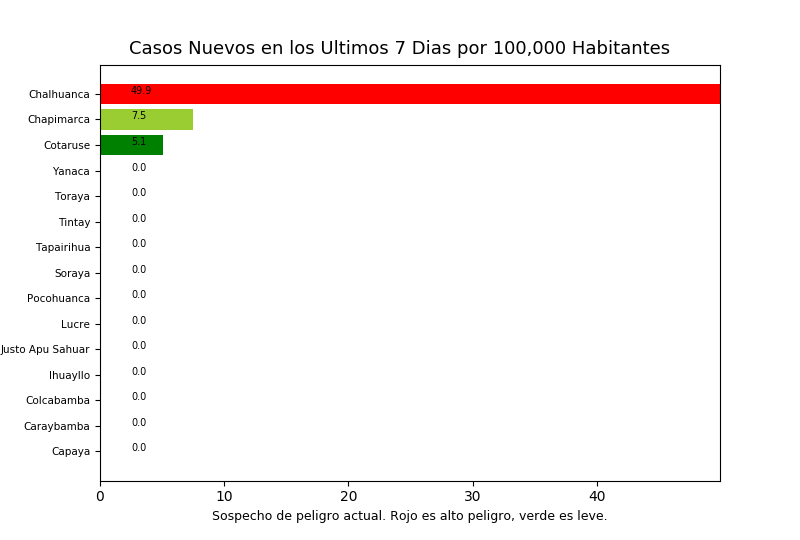 Casos Nuevos en los Ultimos 7 Dias por 100,000 Habitantes
Chalhuanca 49.9
Chapimarca 7.5
Cotaruse 5.1
Yanaca 0.0
Toraya 0.0
Tintay 0.0
Tapairihua 0.0
Soraya 0.0
Pocohuanca 0.0
Lucre 0.0
Justo Apu Sahuar 0.0
Ihuayllo 0.0
Colcabamba 0.0
Caraybamba 0.0
Capaya 0.0
0 10 20 30 40
Sospecho de peligro actual. Rojo es alto peligro, verde es leve.